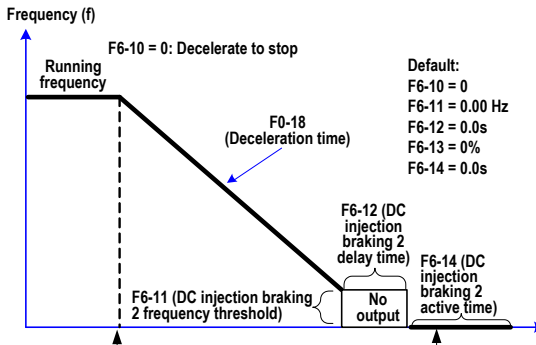 Frequency (f)
F6-10 = 0: Decelerate to stop
Running
frequency
Default:
F6-10 = 0
F6-11 = 0.00 Hz
F6-12 = 0.0s
F6-13 = 0%
F6-14 = 0.0s
F0-18
(Deceleration time)
F6-12 (DC
injection
braking 2
delay time)
F6-14 (DC
injection
braking 2
active time)
F6-11 (DC injection braking
2 frequency threshold)
No
output